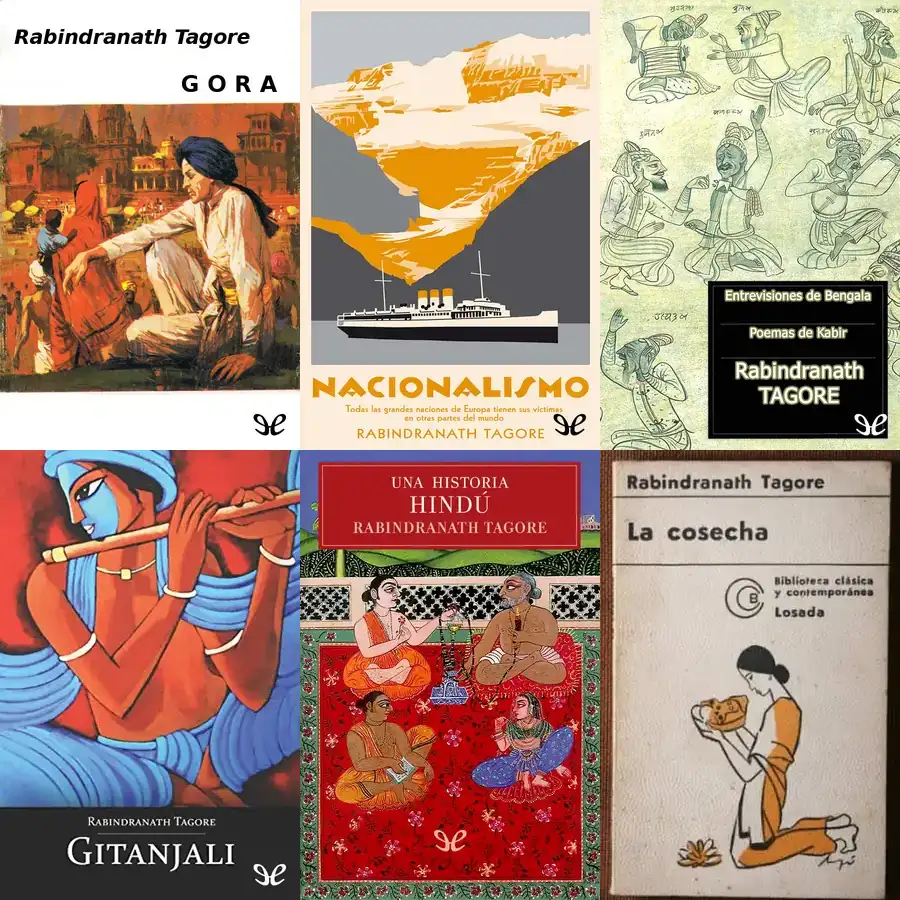 Rabindranath Tagore
GORA
NACIONALISMO
Todas las grandes naciones de Europa tienen sus víctimas
en otras partes del mundo
RABINDRANATH TAGORE
Entrevisiones de Bengala
Poemas de Kabir
Rabindranath
TAGORE
RABINDRANATH TAGORE
GITANJALI
UNA HISTORIA
HINDÚ
RABINDRANATH TAGORE
Rabindranath Tagore
La cosecha
CB
Biblioteca clásica
y contemporánea
Losada